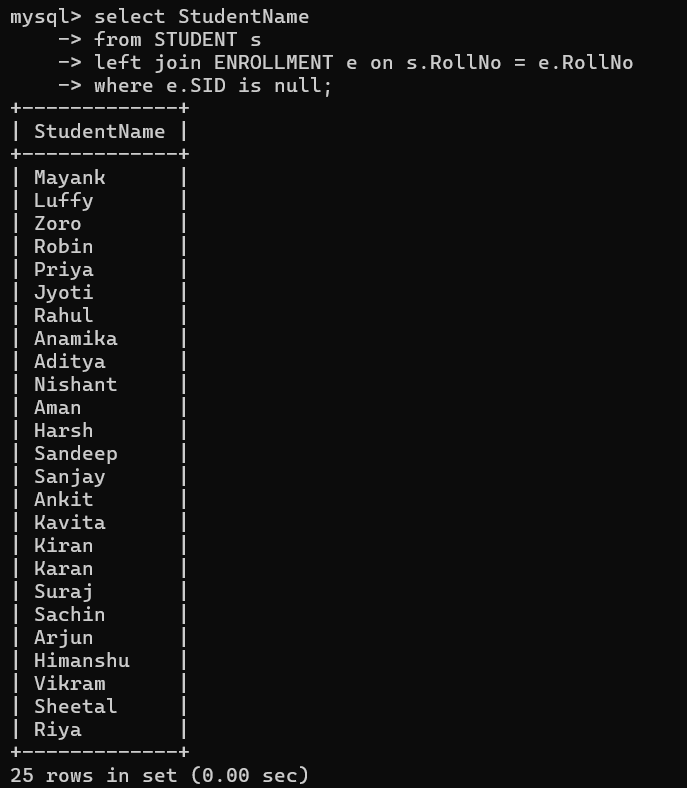 mysql> select StudentName
    -> from STUDENT s
    -> left join ENROLLMENT e on s.RollNo = e.RollNo
    -> where e.SID is null;
+-------------+
| StudentName |
+-------------+
| Mayank      |
| Luffy       |
| Zoro        |
| Robin       |
| Priya       |
| Jyoti       |
| Rahul       |
| Anamika     |
| Aditya      |
| Nishant     |
| Aman        |
| Harsh       |
| Sandeep     |
| Sanjay      |
| Ankit       |
| Kavita      |
| Kiran       |
| Karan       |
| Suraj       |
| Sachin      |
| Arjun       |
| Himanshu    |
| Vikram      |
| Sheetal     |
| Riya        |
+-------------+
25 rows in set (0.00 sec)